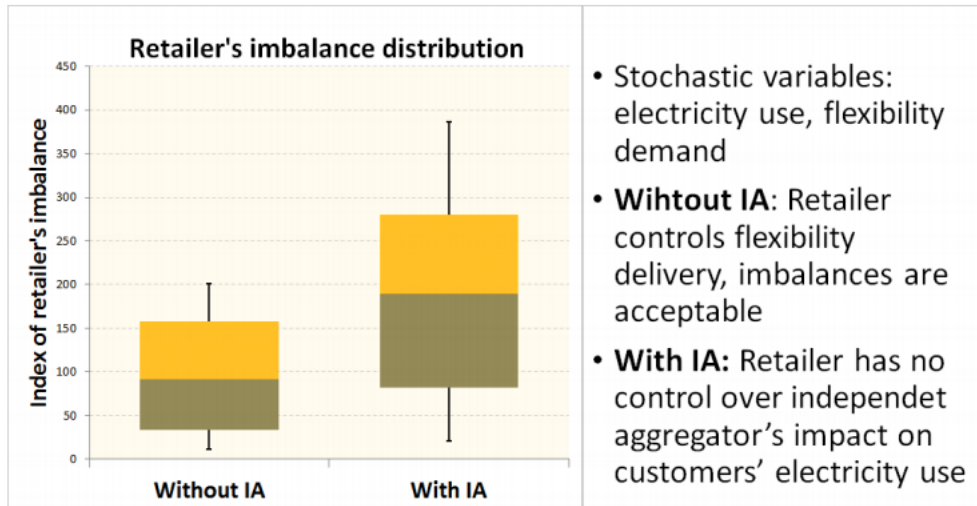 Retailer's imbalance distribution
Index of retailer's imbalance
450
400
350
300
250
200
150
100
50
0
Without IA
With IA
• Stochastic variables:
electricity use, flexibility
demand
• Wihtout IA: Retailer
controls flexibility
delivery, imbalances are
acceptable
• With IA: Retailer has no
control over independet
aggregator's impact on
customers' electricity use